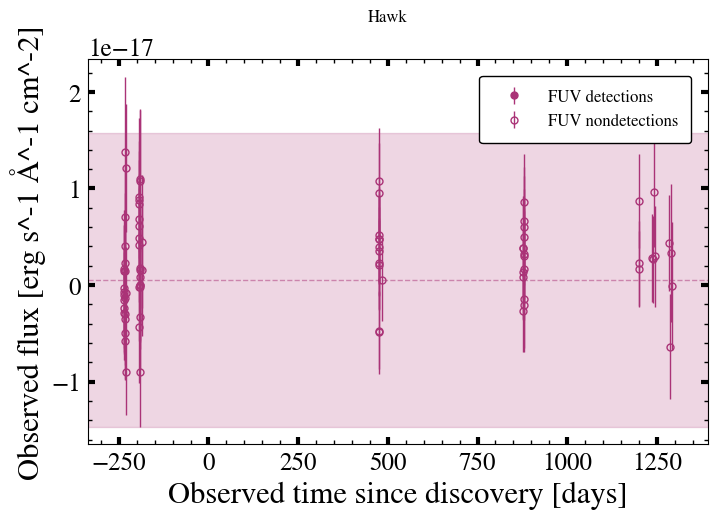 Hawk
1e−17
Observed flux [erg s^-1 Å^-1 cm^-2]
2
1
0
−1
FUV detections
FUV nondetections
−250 0 250 500 750 1000 1250
Observed time since discovery [days]